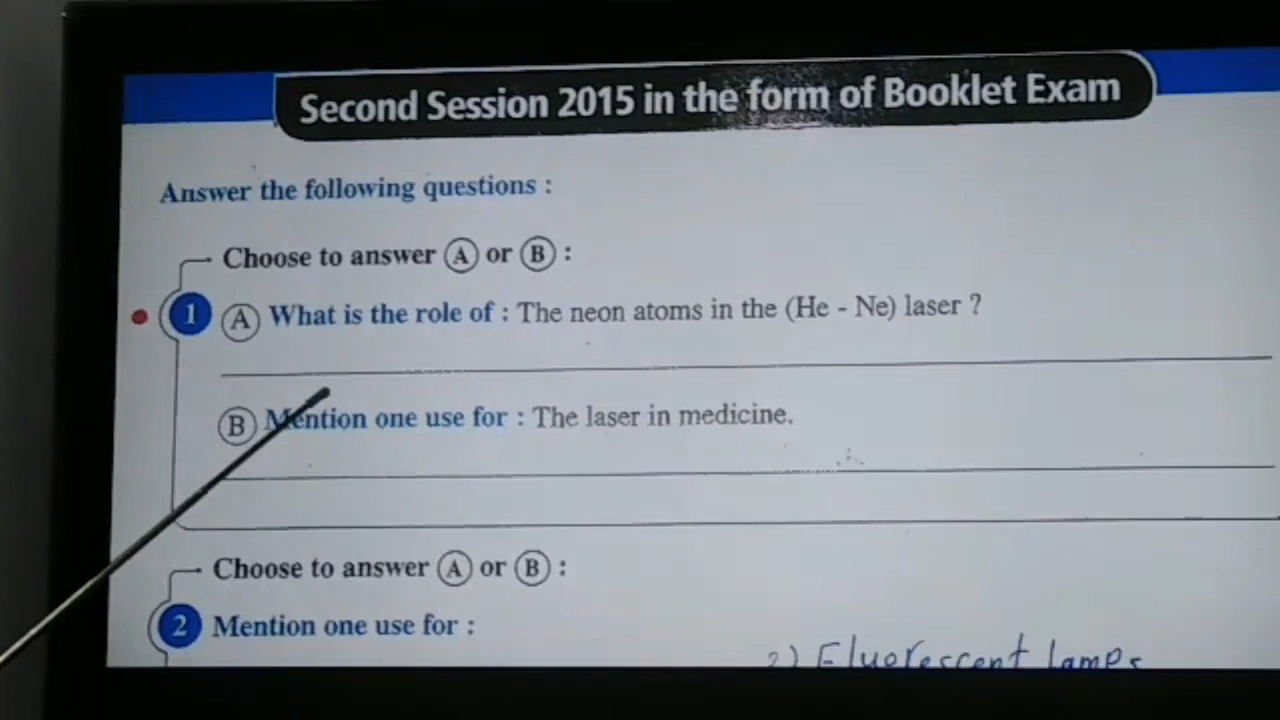 Second Session 2015 in the form of Booklet Exam
Answer the following questions :
Choose to answer (A) or (B) :
1 (A) What is the role of : The neon atoms in the (He - Ne) laser ?
(B) Mention one use for : The laser in medicine.
Choose to answer (A) or (B) :
2 Mention one use for :
2) Fluorescent lamps